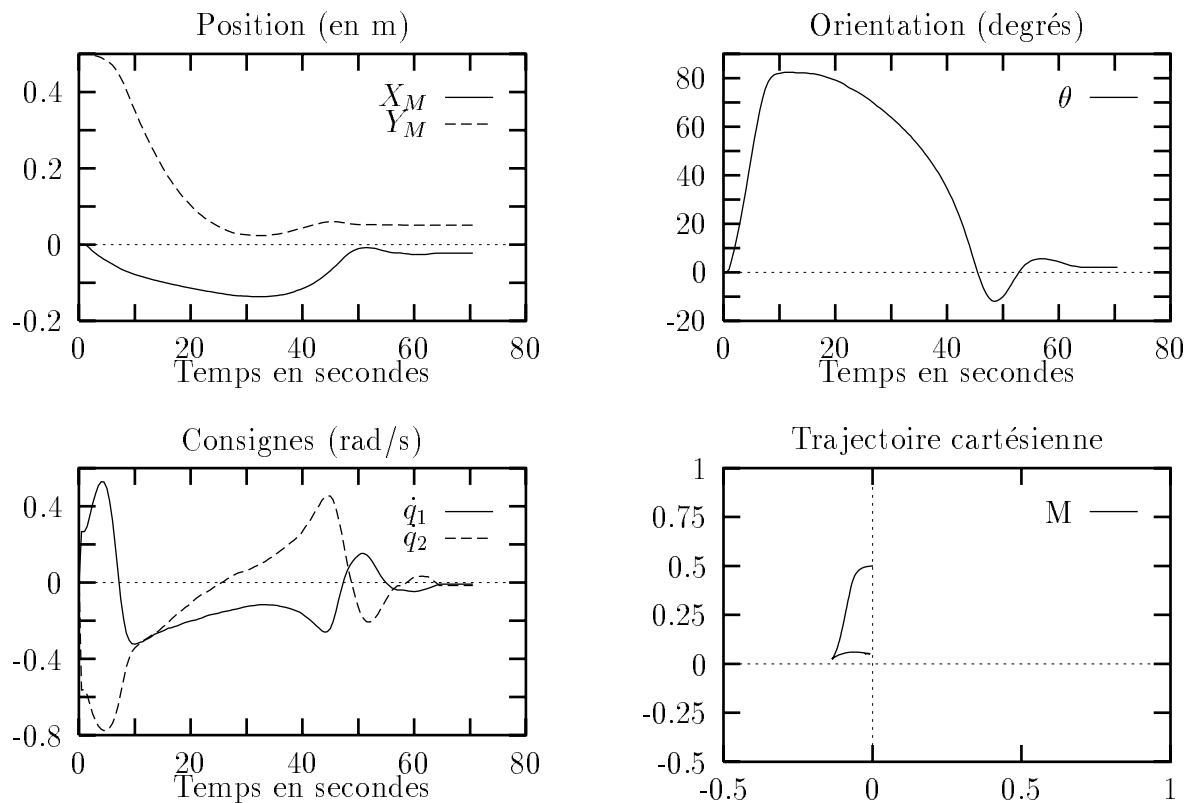 Position (en m)
0.4
0.2
0
-0.2
X_M
Y_M
0 20 40 60 80
Temps en secondes
Orientation (degrés)
80
60
40
20
0
-20
θ
0 20 40 60 80
Temps en secondes
Consignes (rad/s)
0.4
0
-0.4
-0.8
q̇_1
q̇_2
0 20 40 60 80
Temps en secondes
Trajectoire cartésienne
1
0.75
0.5
0.25
0
-0.25
-0.5
M
-0.5 0 0.5 1